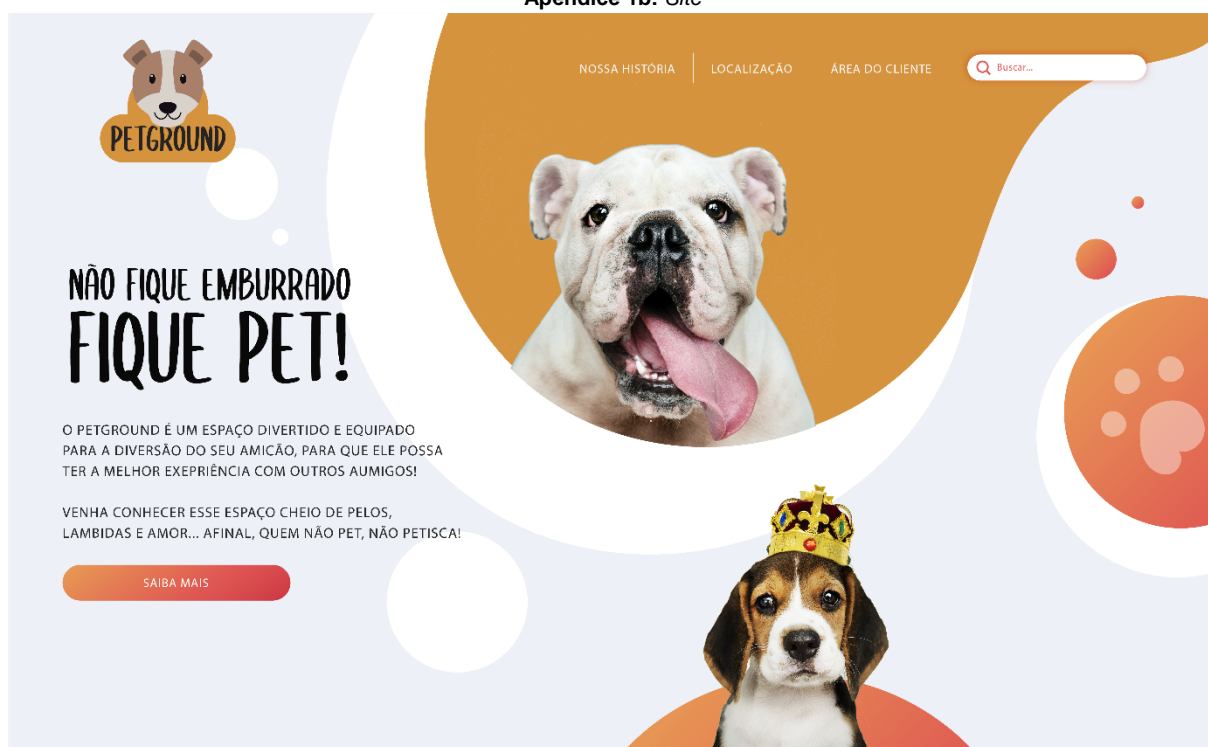 Apêndice 1b: Site
NOSSA HISTÓRIA
LOCALIZAÇÃO
ÁREA DO CLIENTE
Buscar...
PETGROUND
NÃO FIQUE EMBURRADO
FIQUE PET!
O PETGROUND É UM ESPAÇO DIVERTIDO E EQUIPADO
PARA A DIVERSÃO DO SEU AMICÃO, PARA QUE ELE POSSA
TER A MELHOR EXEPRIÊNCIA COM OUTROS AUMIGOS!
VENHA CONHECER ESSE ESPAÇO CHEIO DE PELOS,
LAMBIDAS E AMOR... AFINAL, QUEM NÃO PET, NÃO PETISCA!
SAIBA MAIS